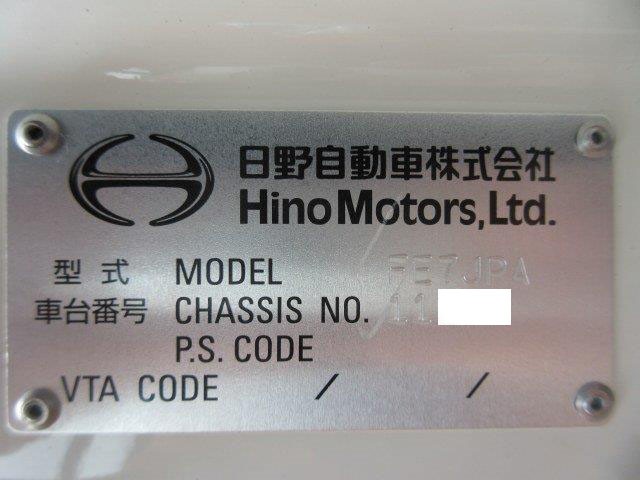 日野自動車株式会社
Hino Motors, Ltd.
型式 MODEL FE7JPA
車台番号 CHASSIS NO. 11
P.S. CODE
VTA CODE / /